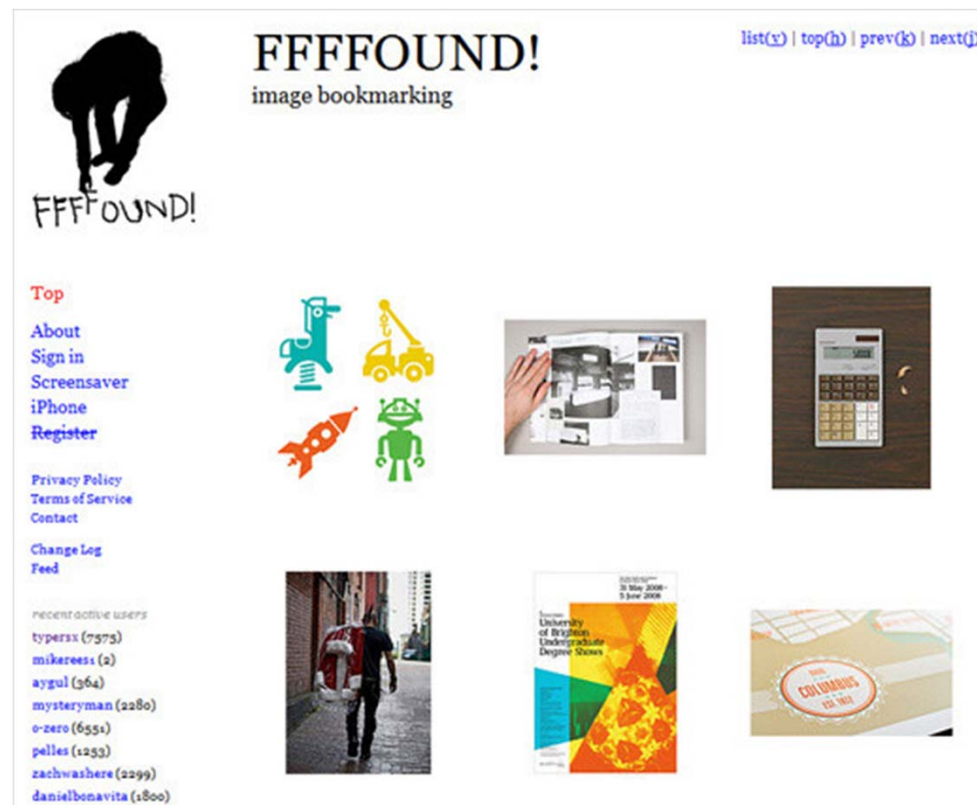 FFFFOUND!
image bookmarking
list(v) | top(h) | prev(k) | next(j)
FFFFOUND!
Top
About
Sign in
Screensaver
iPhone
Register
Privacy Policy
Terms of Service
Contact
Change Log
Feed
recent active users
typersx (7575)
mikerees1 (2)
aygul (364)
mysteryman (2280)
o-zero (6551)
pelles (1253)
zachwashere (2299)
danielbonavita (1800)
31 May 2008–
5 June 2008
University
of Brighton
Undergraduate
Degree Shows
COLUMBUS
EST. 1812